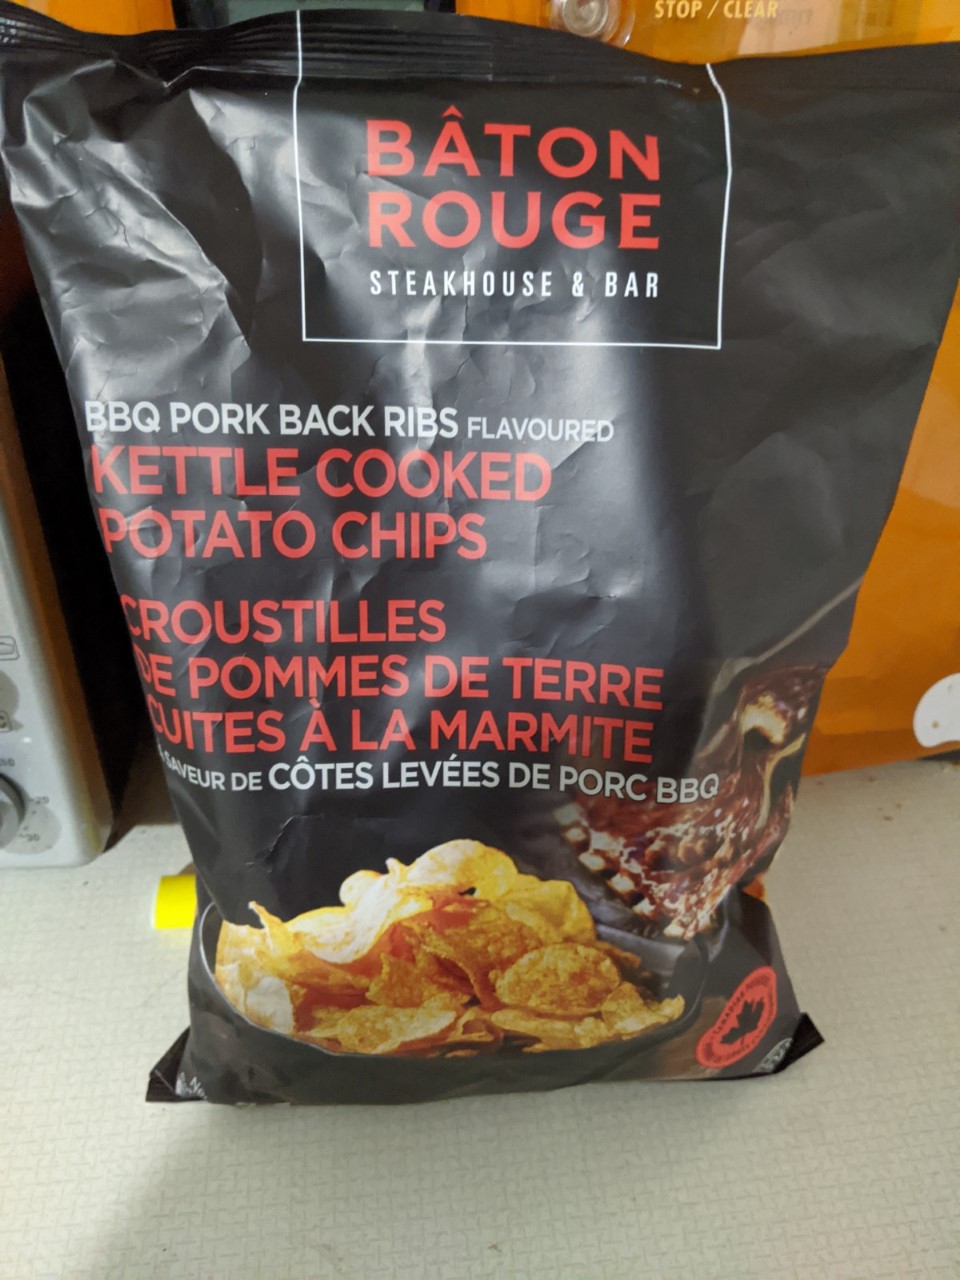 STOP / CLEAR
BÂTON
ROUGE
STEAKHOUSE & BAR
BBQ PORK BACK RIBS FLAVOURED
KETTLE COOKED
POTATO CHIPS
CROUSTILLES
DE POMMES DE TERRE
CUITES À LA MARMITE
À SAVEUR DE CÔTES LEVÉES DE PORC BBQ